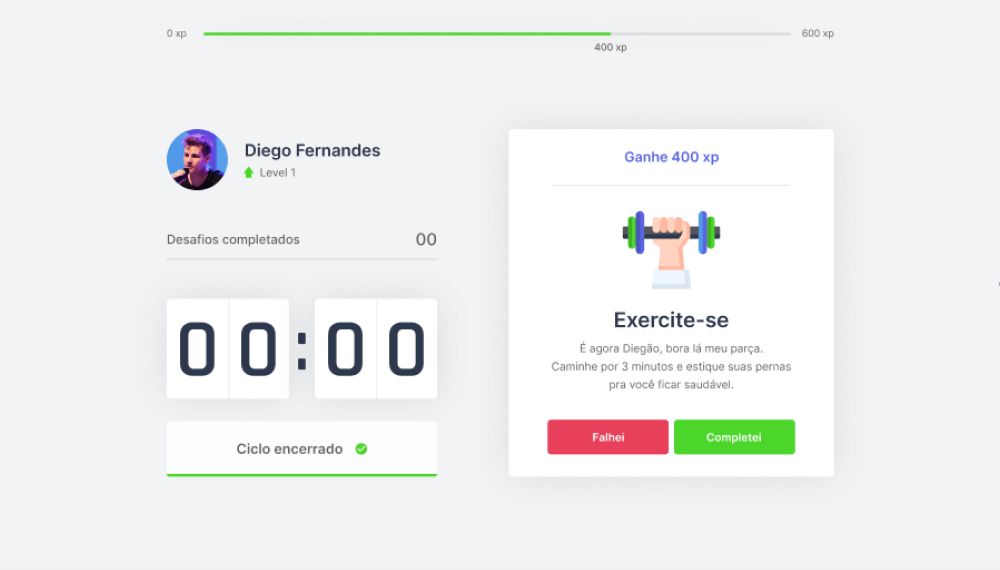 0 xp
600 xp
400 xp
Diego Fernandes
Level 1
Desafios completados
00
00:00
Ciclo encerrado
Ganhe 400 xp
Exercite-se
É agora Diegão, bora lá meu parça.
Caminhe por 3 minutos e estique suas pernas
pra você ficar saudável.
Falhei
Completei